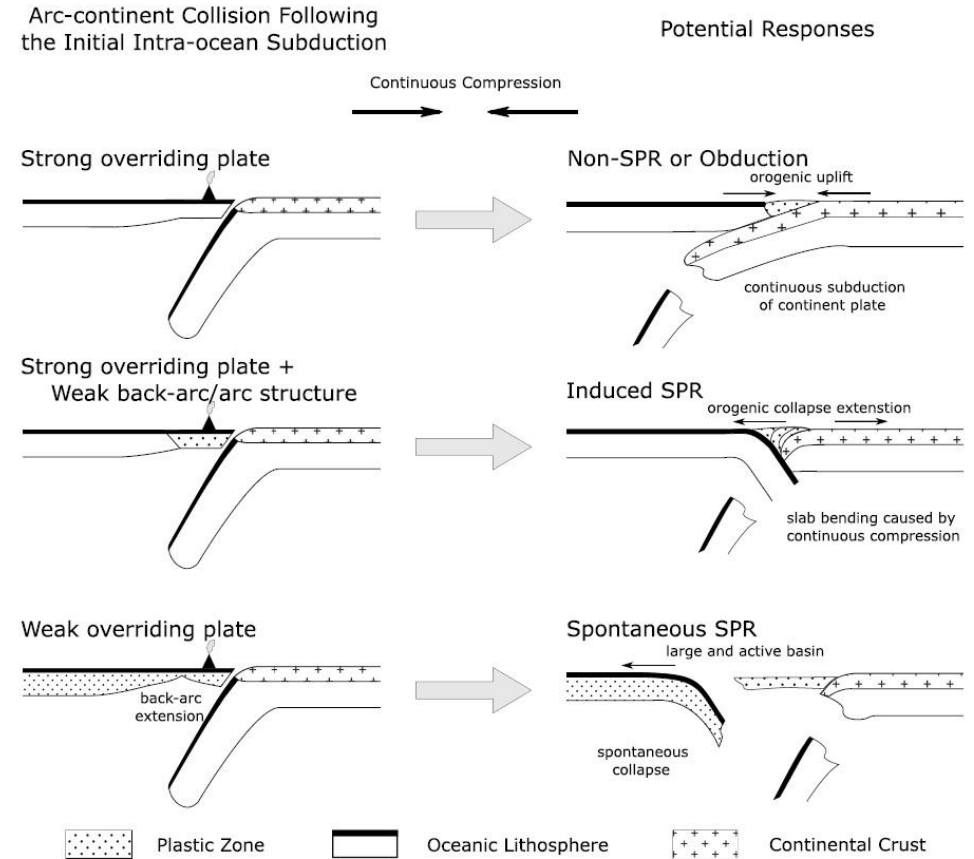 Arc-continent Collision Following
the Initial Intra-ocean Subduction
Potential Responses
Continuous Compression
Strong overriding plate
Non-SPR or Obduction
orogenic uplift
continuous subduction
of continent plate
Strong overriding plate +
Weak back-arc/arc structure
Induced SPR
orogenic collapse extenstion
slab bending caused by
continuous compression
Weak overriding plate
back-arc
extension
Spontaneous SPR
large and active basin
spontaneous
collapse
Plastic Zone
Oceanic Lithosphere
Continental Crust